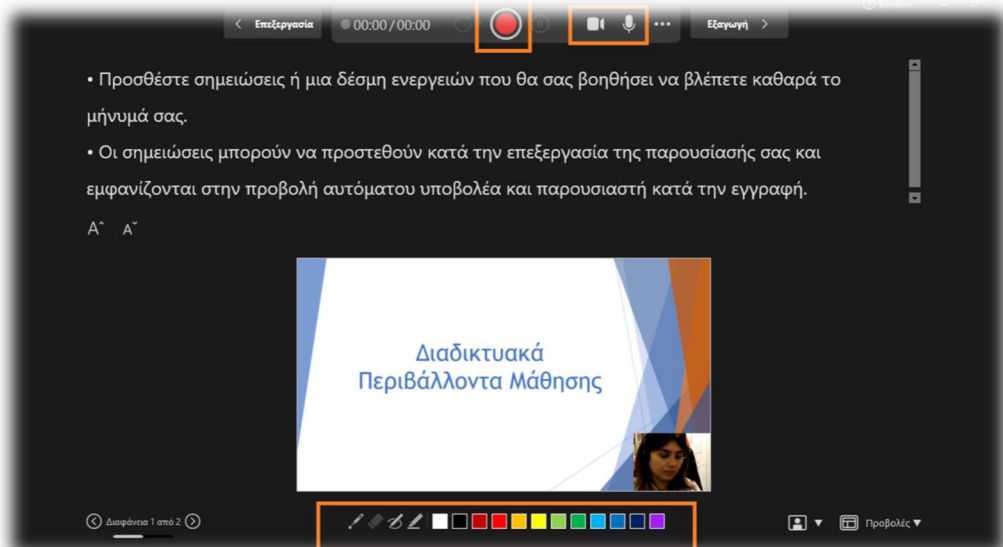 Επεξεργασία
00:00/00:00
Εξαγωγή
• Προσθέστε σημειώσεις ή μια δέσμη ενεργειών που θα σας βοηθήσει να βλέπετε καθαρά το
μήνυμά σας.
• Οι σημειώσεις μπορούν να προστεθούν κατά την επεξεργασία της παρουσίασής σας και
εμφανίζονται στην προβολή αυτόματου υποβολέα και παρουσιαστή κατά την εγγραφή.
Αˆ Αˇ
Διαδικτυακά
Περιβάλλοντα Μάθησης
Διαφάνεια 1 από 2
Προβολές